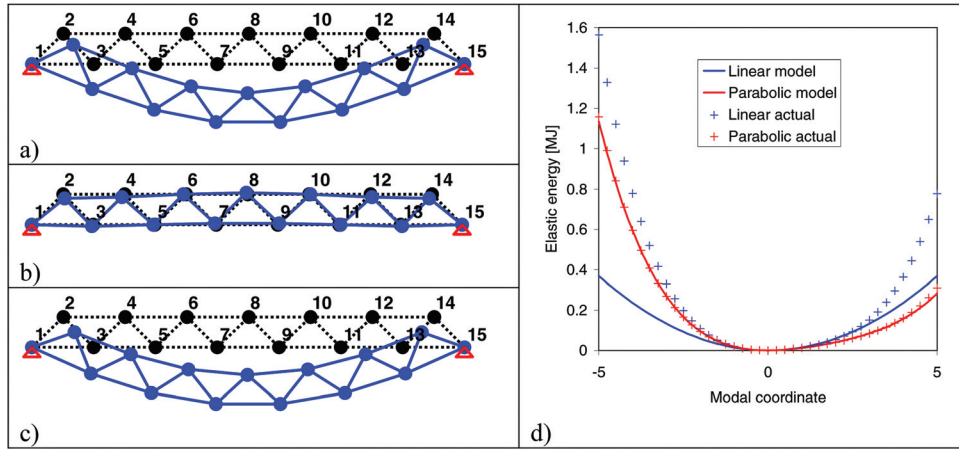 2 4 6 8 10 12 14
1 3 5 7 9 11 13 15
a)
2 4 6 8 10 12 14
1 3 5 7 9 11 13 15
b)
2 4 6 8 10 12 14
1 3 5 7 9 11 13 15
c)
1.6
1.4
1.2
1
0.8
0.6
0.4
0.2
0
Elastic energy [MJ]
Linear model
Parabolic model
Linear actual
Parabolic actual
-5 0 5
Modal coordinate
d)